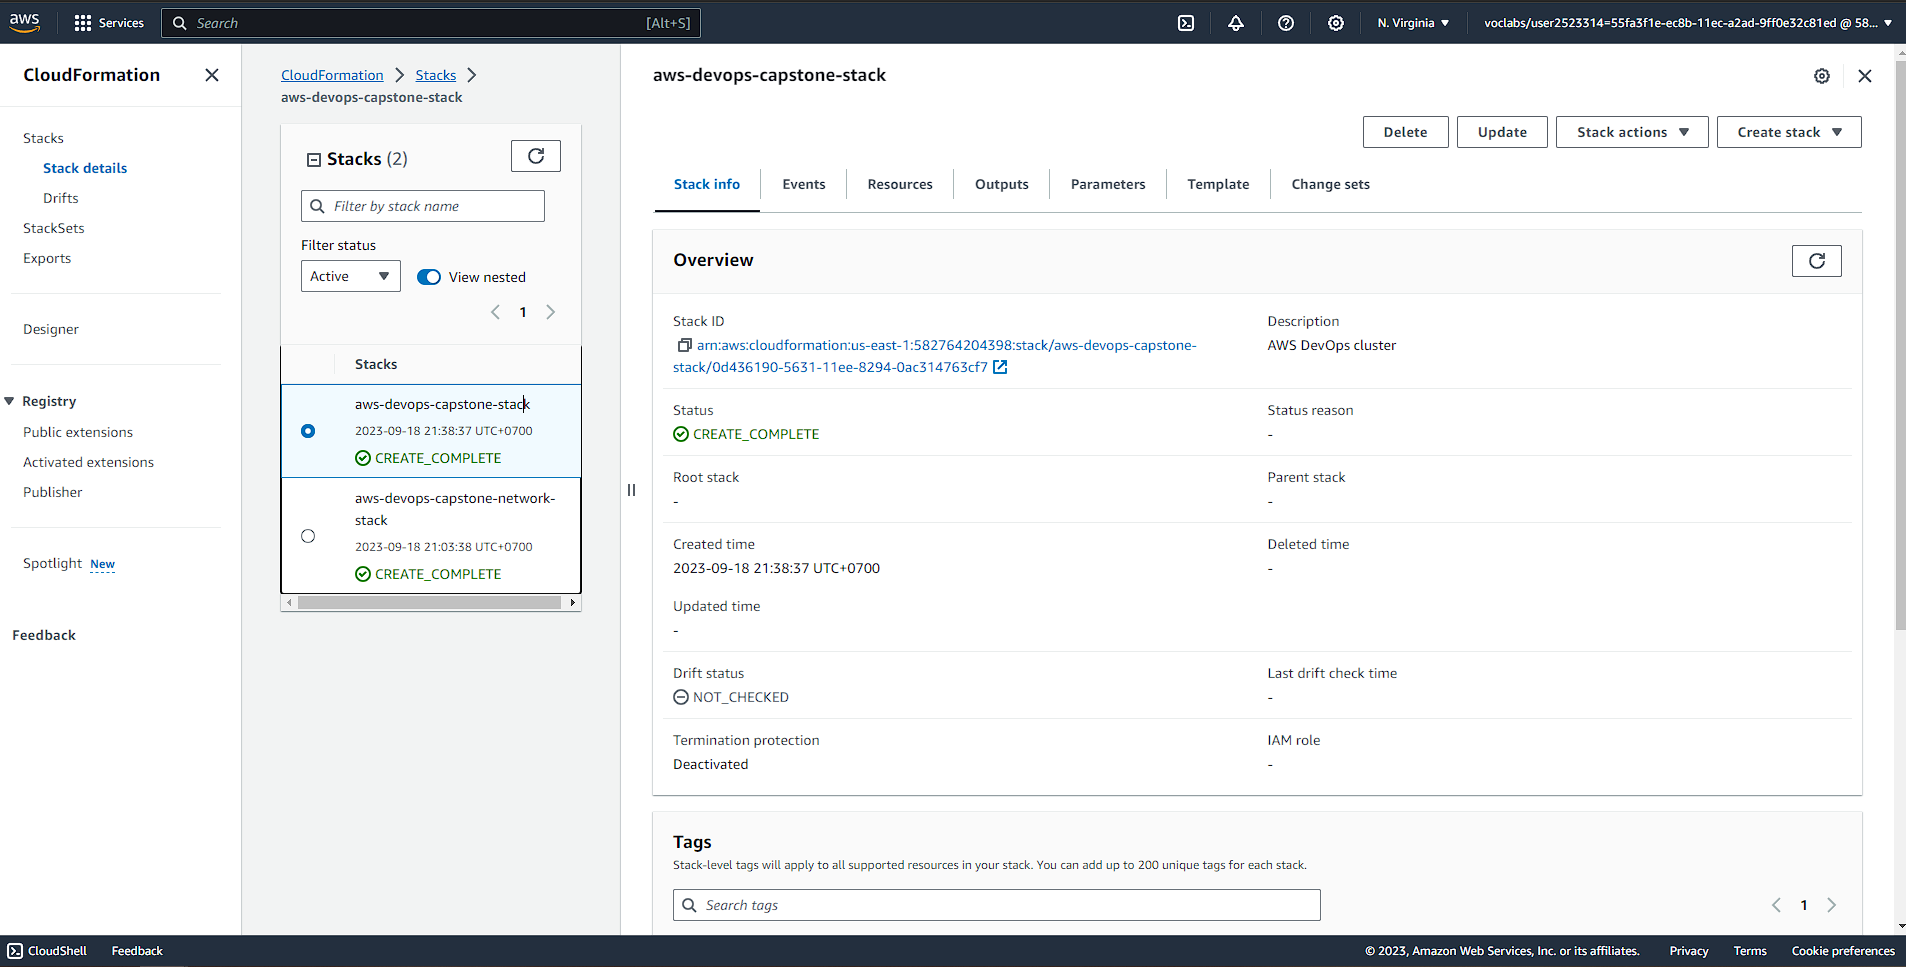 aws
Services
Search
[Alt+S]
N. Virginia
voclabs/user2523314=55fa3f1e-ec8b-11ec-a2ad-9ff0e32c81ed @ 58...
CloudFormation
Stacks
Stack details
Drifts
StackSets
Exports
Designer
Registry
Public extensions
Activated extensions
Publisher
Spotlight New
Feedback
CloudFormation > Stacks >
aws-devops-capstone-stack
Stacks (2)
Filter by stack name
Filter status
Active
View nested
1
Stacks
aws-devops-capstone-stack
2023-09-18 21:38:37 UTC+0700
CREATE_COMPLETE
aws-devops-capstone-network-
stack
2023-09-18 21:03:38 UTC+0700
CREATE_COMPLETE
aws-devops-capstone-stack
Delete
Update
Stack actions
Create stack
Stack info
Events
Resources
Outputs
Parameters
Template
Change sets
Overview
Stack ID
arn:aws:cloudformation:us-east-1:582764204398:stack/aws-devops-capstone-
stack/0d436190-5631-11ee-8294-0ac314763cf7
Description
AWS DevOps cluster
Status
CREATE_COMPLETE
Status reason
-
Root stack
-
Parent stack
-
Created time
2023-09-18 21:38:37 UTC+0700
Deleted time
-
Updated time
-
Drift status
NOT_CHECKED
Last drift check time
-
Termination protection
Deactivated
IAM role
-
Tags
Stack-level tags will apply to all supported resources in your stack. You can add up to 200 unique tags for each stack.
Search tags
1
CloudShell
Feedback
© 2023, Amazon Web Services, Inc. or its affiliates.
Privacy
Terms
Cookie preferences